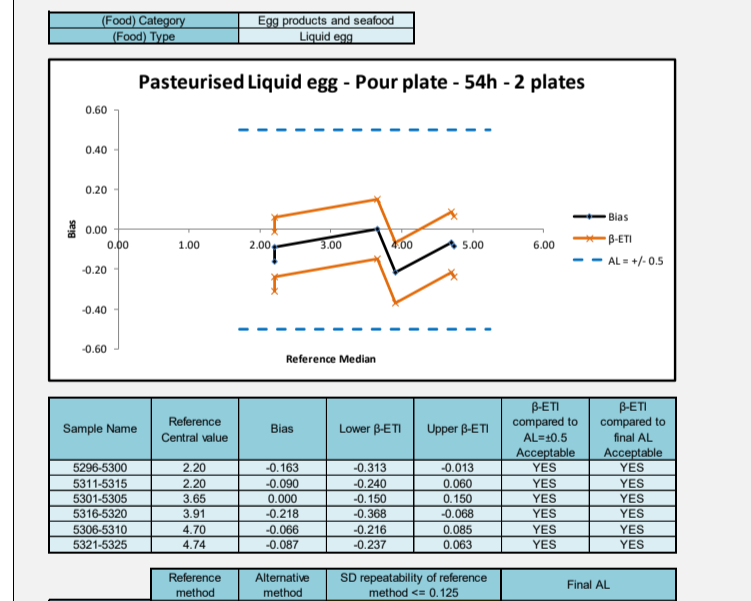 (Food) Category Egg products and seafood
(Food) Type Liquid egg
Pasteurised Liquid egg - Pour plate - 54h - 2 plates
0.60
0.40
0.20
0.00
-0.20
-0.40
-0.60
Bias
0.00 1.00 2.00 3.00 4.00 5.00 6.00
Reference Median
Bias
β-ETI
AL = +/- 0.5
Sample Name Reference Central value Bias Lower β-ETI Upper β-ETI β-ETI compared to AL=±0.5 Acceptable β-ETI compared to final AL Acceptable
5296-5300 2.20 -0.163 -0.313 -0.013 YES YES
5311-5315 2.20 -0.090 -0.240 0.060 YES YES
5301-5305 3.65 0.000 -0.150 0.150 YES YES
5316-5320 3.91 -0.218 -0.368 -0.068 YES YES
5306-5310 4.70 -0.066 -0.216 0.085 YES YES
5321-5325 4.74 -0.087 -0.237 0.063 YES YES
Reference method Alternative method SD repeatability of reference method <= 0.125 Final AL